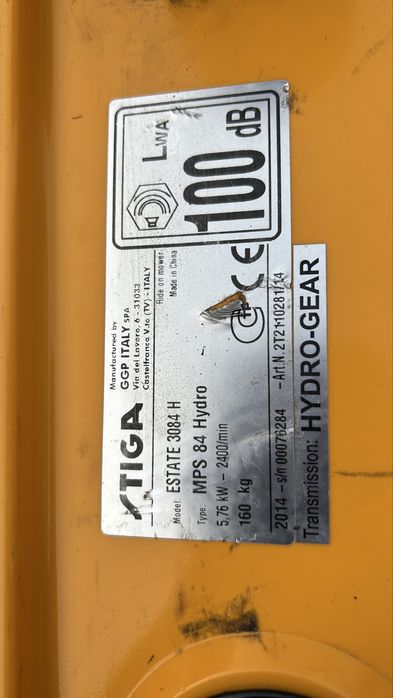 STIGA
Manufactured by
GGP ITALY SPA
Via del Lavoro, 6 - 31033
Castelfranco V.to (TV) - ITALY
Model: ESTATE 3084 H
Ride on mower
Made in China
Type: MPS 84 Hydro
5,76 kW – 2400/min
160 kg
CE
2014 – s/n 00076284 – Art.N. 2T2110281/14
Transmission: HYDRO-GEAR
LWA
100 dB